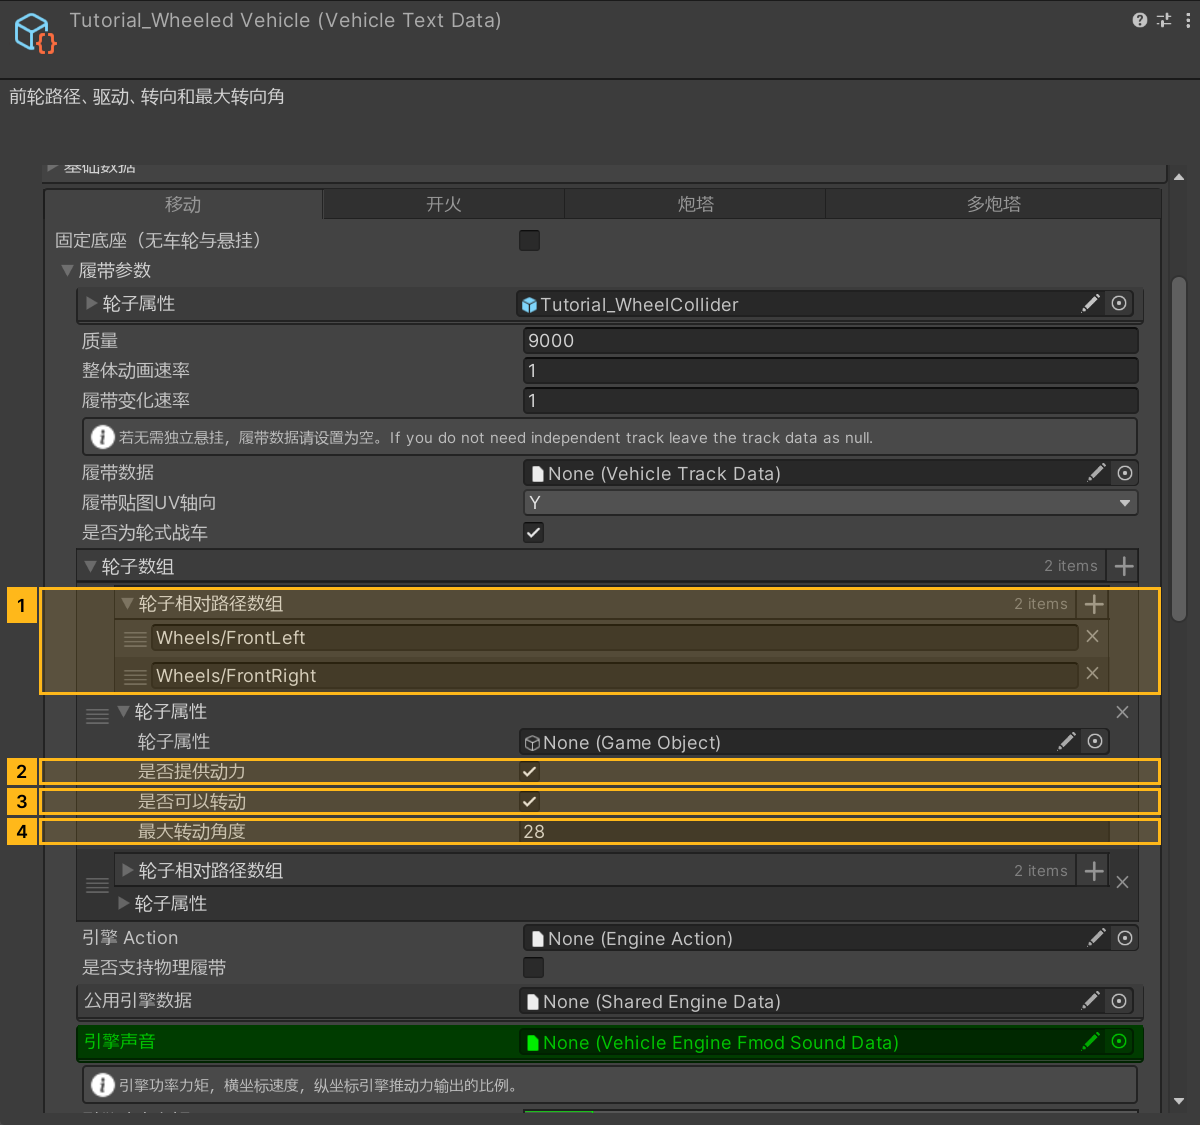 Tutorial_Wheeled Vehicle (Vehicle Text Data)
前轮路径、驱动、转向和最大转向角
基础数据
移动 开火 炮塔 多炮塔
固定底座（无车轮与悬挂）
履带参数
轮子属性 Tutorial_WheelCollider
质量 9000
整体动画速率 1
履带变化速率 1
若无需独立悬挂，履带数据请设置为空。If you do not need independent track leave the track data as null.
履带数据 None (Vehicle Track Data)
履带贴图UV轴向 Y
是否为轮式战车
轮子数组 2 items
1 轮子相对路径数组 2 items
Wheels/FrontLeft
Wheels/FrontRight
轮子属性
轮子属性 None (Game Object)
2 是否提供动力
3 是否可以转动
4 最大转动角度 28
轮子相对路径数组 2 items
轮子属性
引擎 Action None (Engine Action)
是否支持物理履带
公用引擎数据 None (Shared Engine Data)
引擎声音 None (Vehicle Engine Fmod Sound Data)
引擎功率力矩，横坐标速度，纵坐标引擎推动力输出的比例。